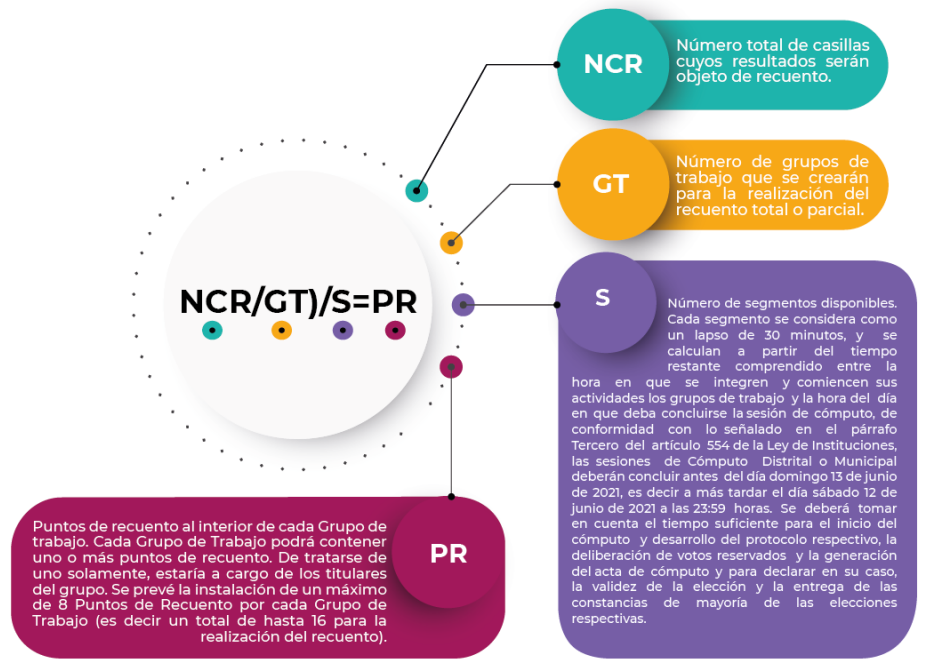 NCR
Número total de casillas
cuyos resultados serán
objeto de recuento.
GT
Número de grupos de
trabajo que se crearán
para la realización del
recuento total o parcial.
NCR/GT)/S=PR
S
Número de segmentos disponibles.
Cada segmento se considera como
un lapso de 30 minutos, y se
calculan a partir del tiempo
restante comprendido entre la
hora en que se integren y comiencen sus
actividades los grupos de trabajo y la hora del día
en que deba concluirse la sesión de cómputo, de
conformidad con lo señalado en el párrafo
Tercero del artículo 554 de la Ley de Instituciones,
las sesiones de Cómputo Distrital o Municipal
deberán concluir antes del día domingo 13 de junio
de 2021, es decir a más tardar el día sábado 12 de
junio de 2021 a las 23:59 horas. Se deberá tomar
en cuenta el tiempo suficiente para el inicio del
cómputo y desarrollo del protocolo respectivo, la
deliberación de votos reservados y la generación
del acta de cómputo y para declarar en su caso,
la validez de la elección y la entrega de las
constancias de mayoría de las elecciones
respectivas.
Puntos de recuento al interior de cada Grupo de
trabajo. Cada Grupo de Trabajo podrá contener
uno o más puntos de recuento. De tratarse de
uno solamente, estaría a cargo de los titulares
del grupo. Se prevé la instalación de un máximo
de 8 Puntos de Recuento por cada Grupo de
Trabajo (es decir un total de hasta 16 para la
realización del recuento).
PR